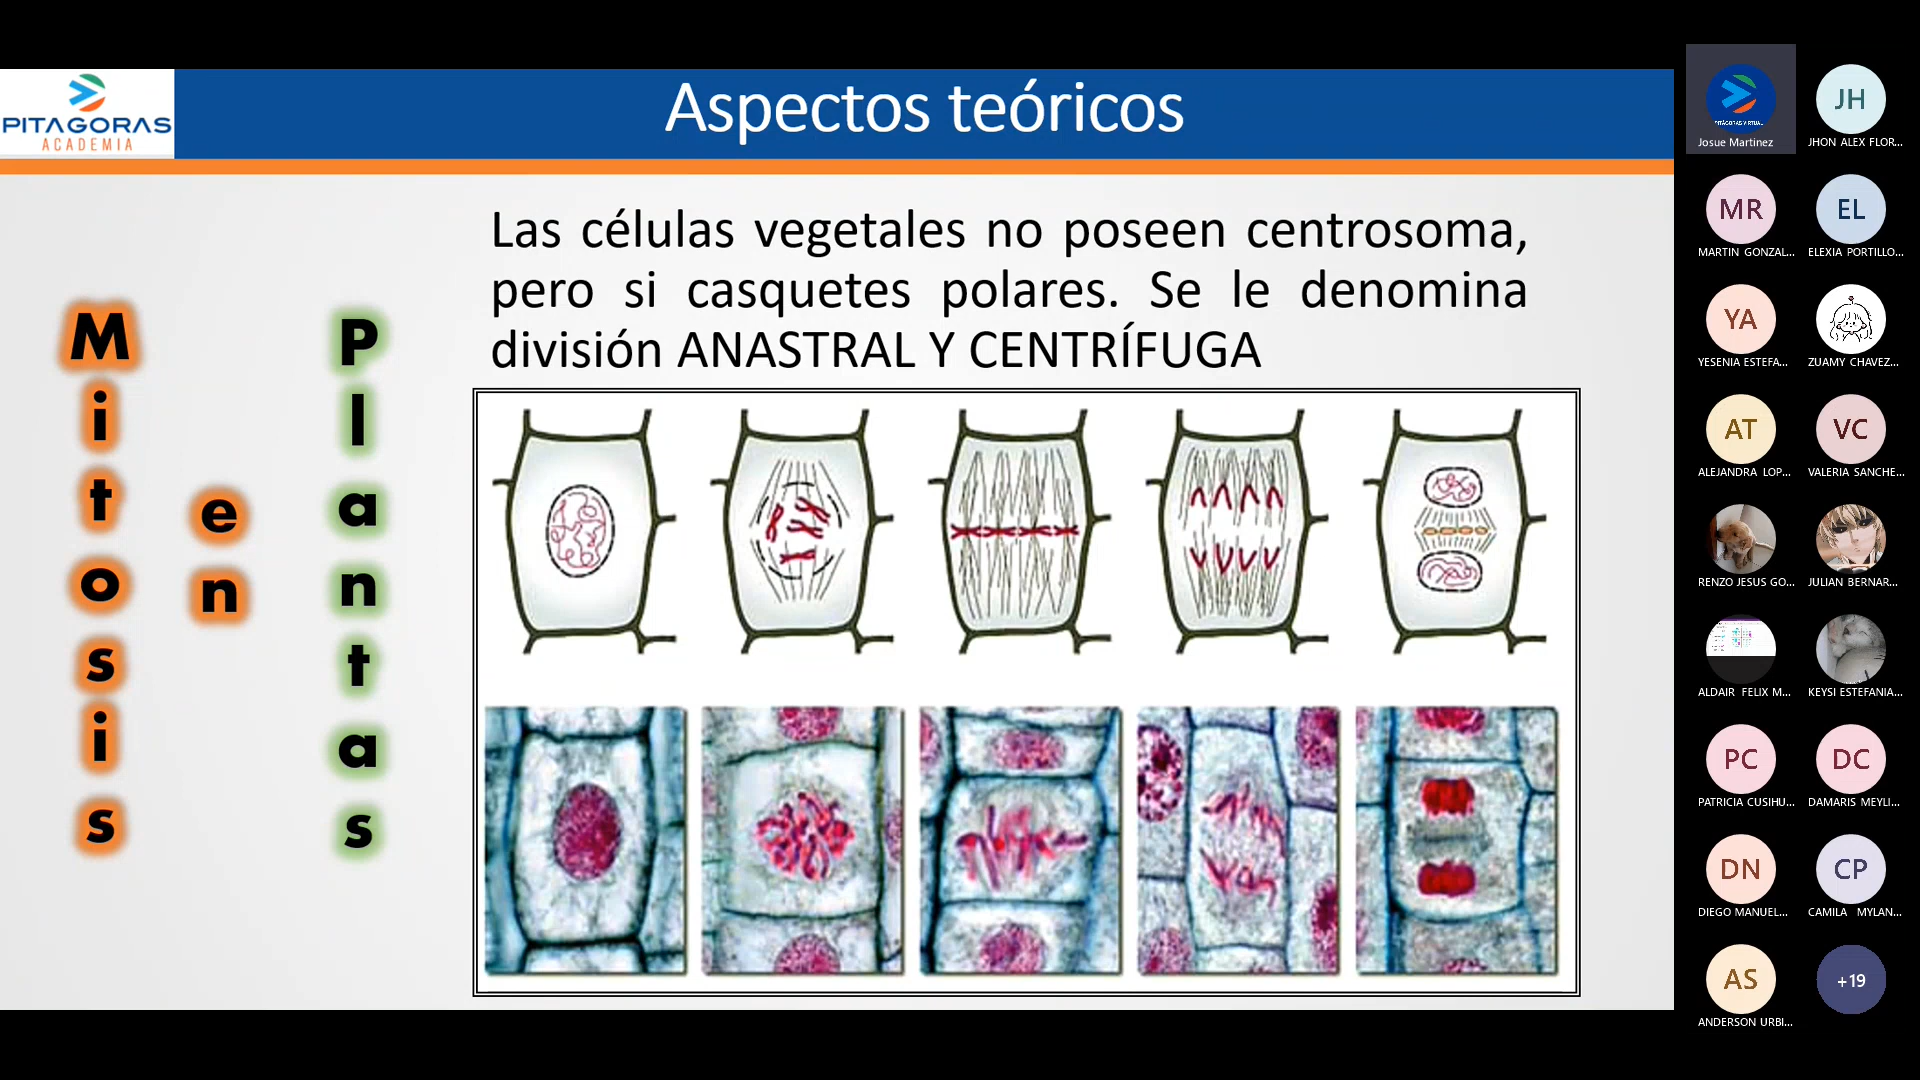 PITAGORAS
ACADEMIA
Aspectos teóricos
Las células vegetales no poseen centrosoma,
pero si casquetes polares. Se le denomina
división ANASTRAL Y CENTRÍFUGA
Mitosis
en
Plantas
Josue Martinez
JH
JHON ALEX FLOR...
MR
MARTIN GONZAL...
EL
ELEXIA PORTILLO...
YA
YESENIA ESTEFA...
ZUAMY CHAVEZ...
AT
ALEJANDRA LOP...
VC
VALERIA SANCHE...
RENZO JESUS GO...
JULIAN BERNAR...
ALDAIR FELIX M...
KEYSI ESTEFANIA...
PC
PATRICIA CUSIHU...
DC
DAMARIS MEYLI...
DN
DIEGO MANUEL...
CP
CAMILA MYLAN...
AS
ANDERSON URBI...
+19